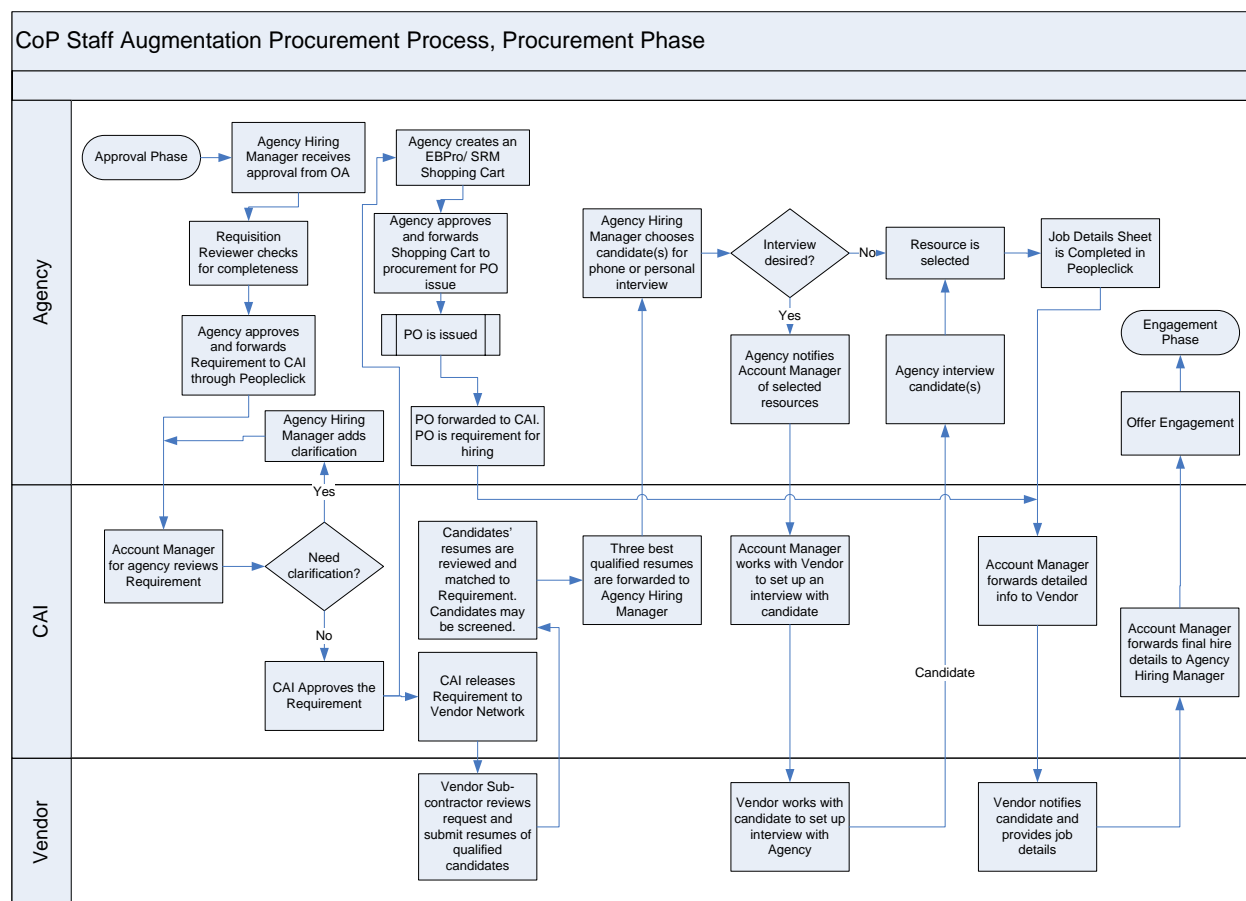 CoP Staff Augmentation Procurement Process, Procurement Phase
Agency
Approval Phase
Agency Hiring
Manager receives
approval from OA
Requisition
Reviewer checks
for completeness
Agency approves
and forwards
Requirement to CAI
through Peopleclick
Agency Hiring
Manager adds
clarification
Yes
Agency creates an
EBPro/ SRM
Shopping Cart
Agency approves
and forwards
Shopping Cart to
procurement for PO
issue
PO is issued
PO forwarded to CAI.
PO is requirement for
hiring
Agency Hiring
Manager chooses
candidate(s) for
phone or personal
interview
Interview
desired?
No
Yes
Agency notifies
Account Manager
of selected
resources
Resource is
selected
Agency interview
candidate(s)
Job Details Sheet
is Completed in
Peopleclick
Engagement
Phase
Offer Engagement
CAI
Account Manager
for agency reviews
Requirement
Need
clarification?
No
CAI Approves the
Requirement
Candidates’
resumes are
reviewed and
matched to
Requirement.
Candidates may
be screened.
CAI releases
Requirement to
Vendor Network
Three best
qualified resumes
are forwarded to
Agency Hiring
Manager
Account Manager
works with Vendor
to set up an
interview with
candidate
Candidate
Account Manager
forwards detailed
info to Vendor
Account Manager
forwards final hire
details to Agency
Hiring Manager
Vendor
Vendor Sub-
contractor reviews
request and
submit resumes of
qualified
candidates
Vendor works with
candidate to set up
interview with
Agency
Vendor notifies
candidate and
provides job
details